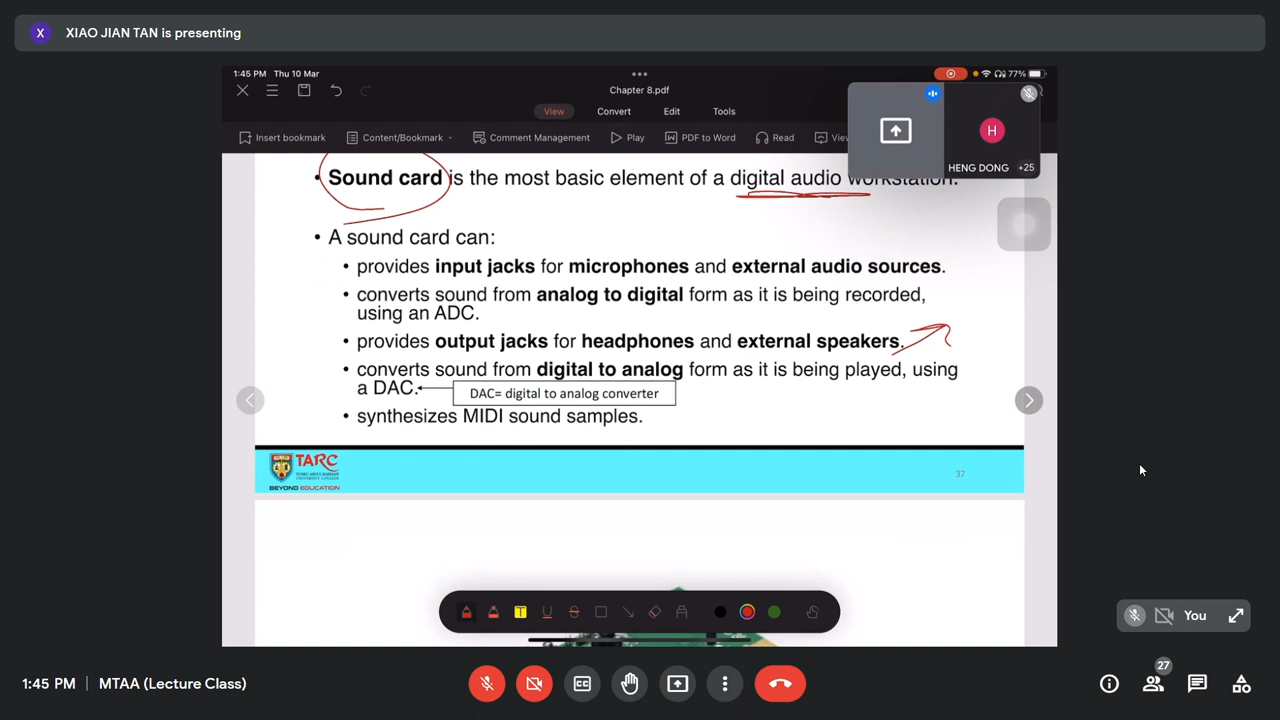 X XIAO JIAN TAN is presenting
1:45 PM Thu 10 Mar
77%
Chapter 8.pdf
View Convert Edit Tools
Insert bookmark Content/Bookmark Comment Management Play PDF to Word Read
H
HENG DONG +25
• Sound card is the most basic element of a digital audio workstation.
• A sound card can:
• provides input jacks for microphones and external audio sources.
• converts sound from analog to digital form as it is being recorded,
using an ADC.
• provides output jacks for headphones and external speakers.
• converts sound from digital to analog form as it is being played, using
a DAC.
DAC= digital to analog converter
• synthesizes MIDI sound samples.
TARC
BEYOND EDUCATION
37
T U S A
You
1:45 PM | MTAA (Lecture Class)
CC
27